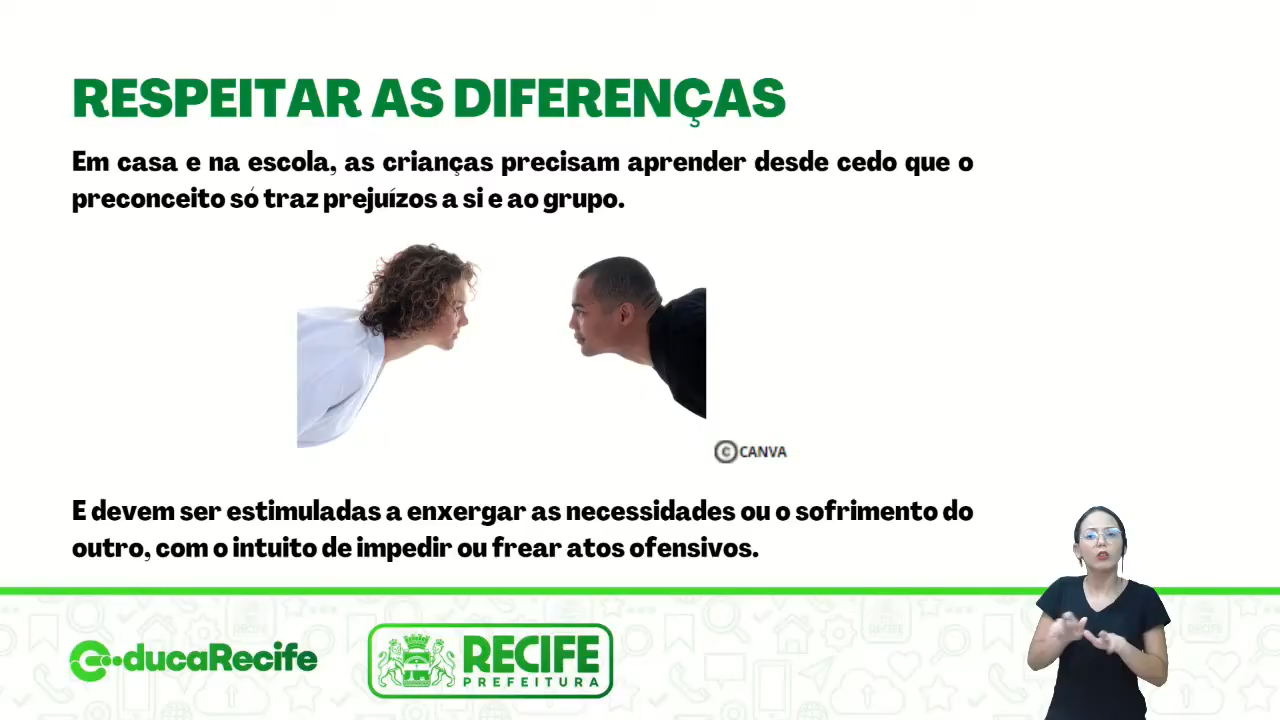 RESPEITAR AS DIFERENÇAS
Em casa e na escola, as crianças precisam aprender desde cedo que o
preconceito só traz prejuízos a si e ao grupo.
© CANVA
E devem ser estimuladas a enxergar as necessidades ou o sofrimento do
outro, com o intuito de impedir ou frear atos ofensivos.
educaRecife
RECIFE
PREFEITURA